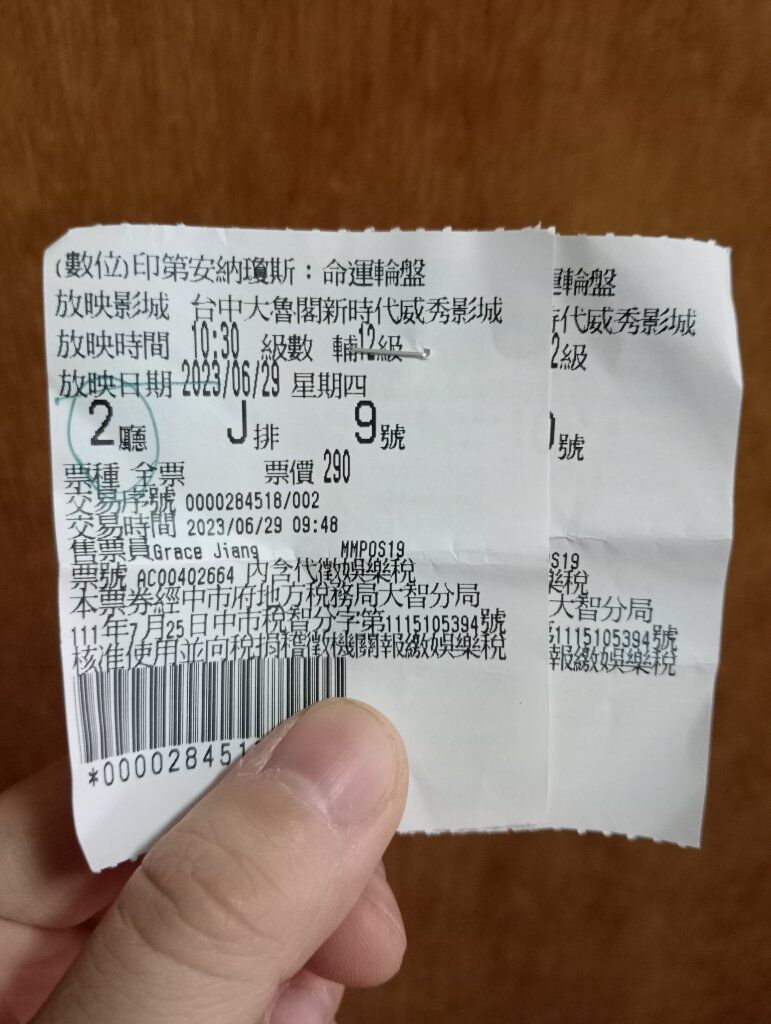 (數位)印第安納瓊斯：命運輪盤
放映影城 台中大魯閣新時代威秀影城
放映時間 10:30 級數 輔12級
放映日期 2023/06/29 星期四
2廳 J排 9號
票種 全票 票價 290
交易序號 0000284518/002
交易時間 2023/06/29 09:48
售票員Grace Jiang MMPOS19
票號 AC00402664 內含代徵娛樂稅
本票券經中市府地方稅務局大智分局
111年7月25日中市稅智分字第1115105394號
核准使用並向稅捐稽徵機關報繳娛樂稅
*000028451
輪盤
時代威秀影城
2級
號
S19
樂稅
大智分局
1115105394號
報繳娛樂稅